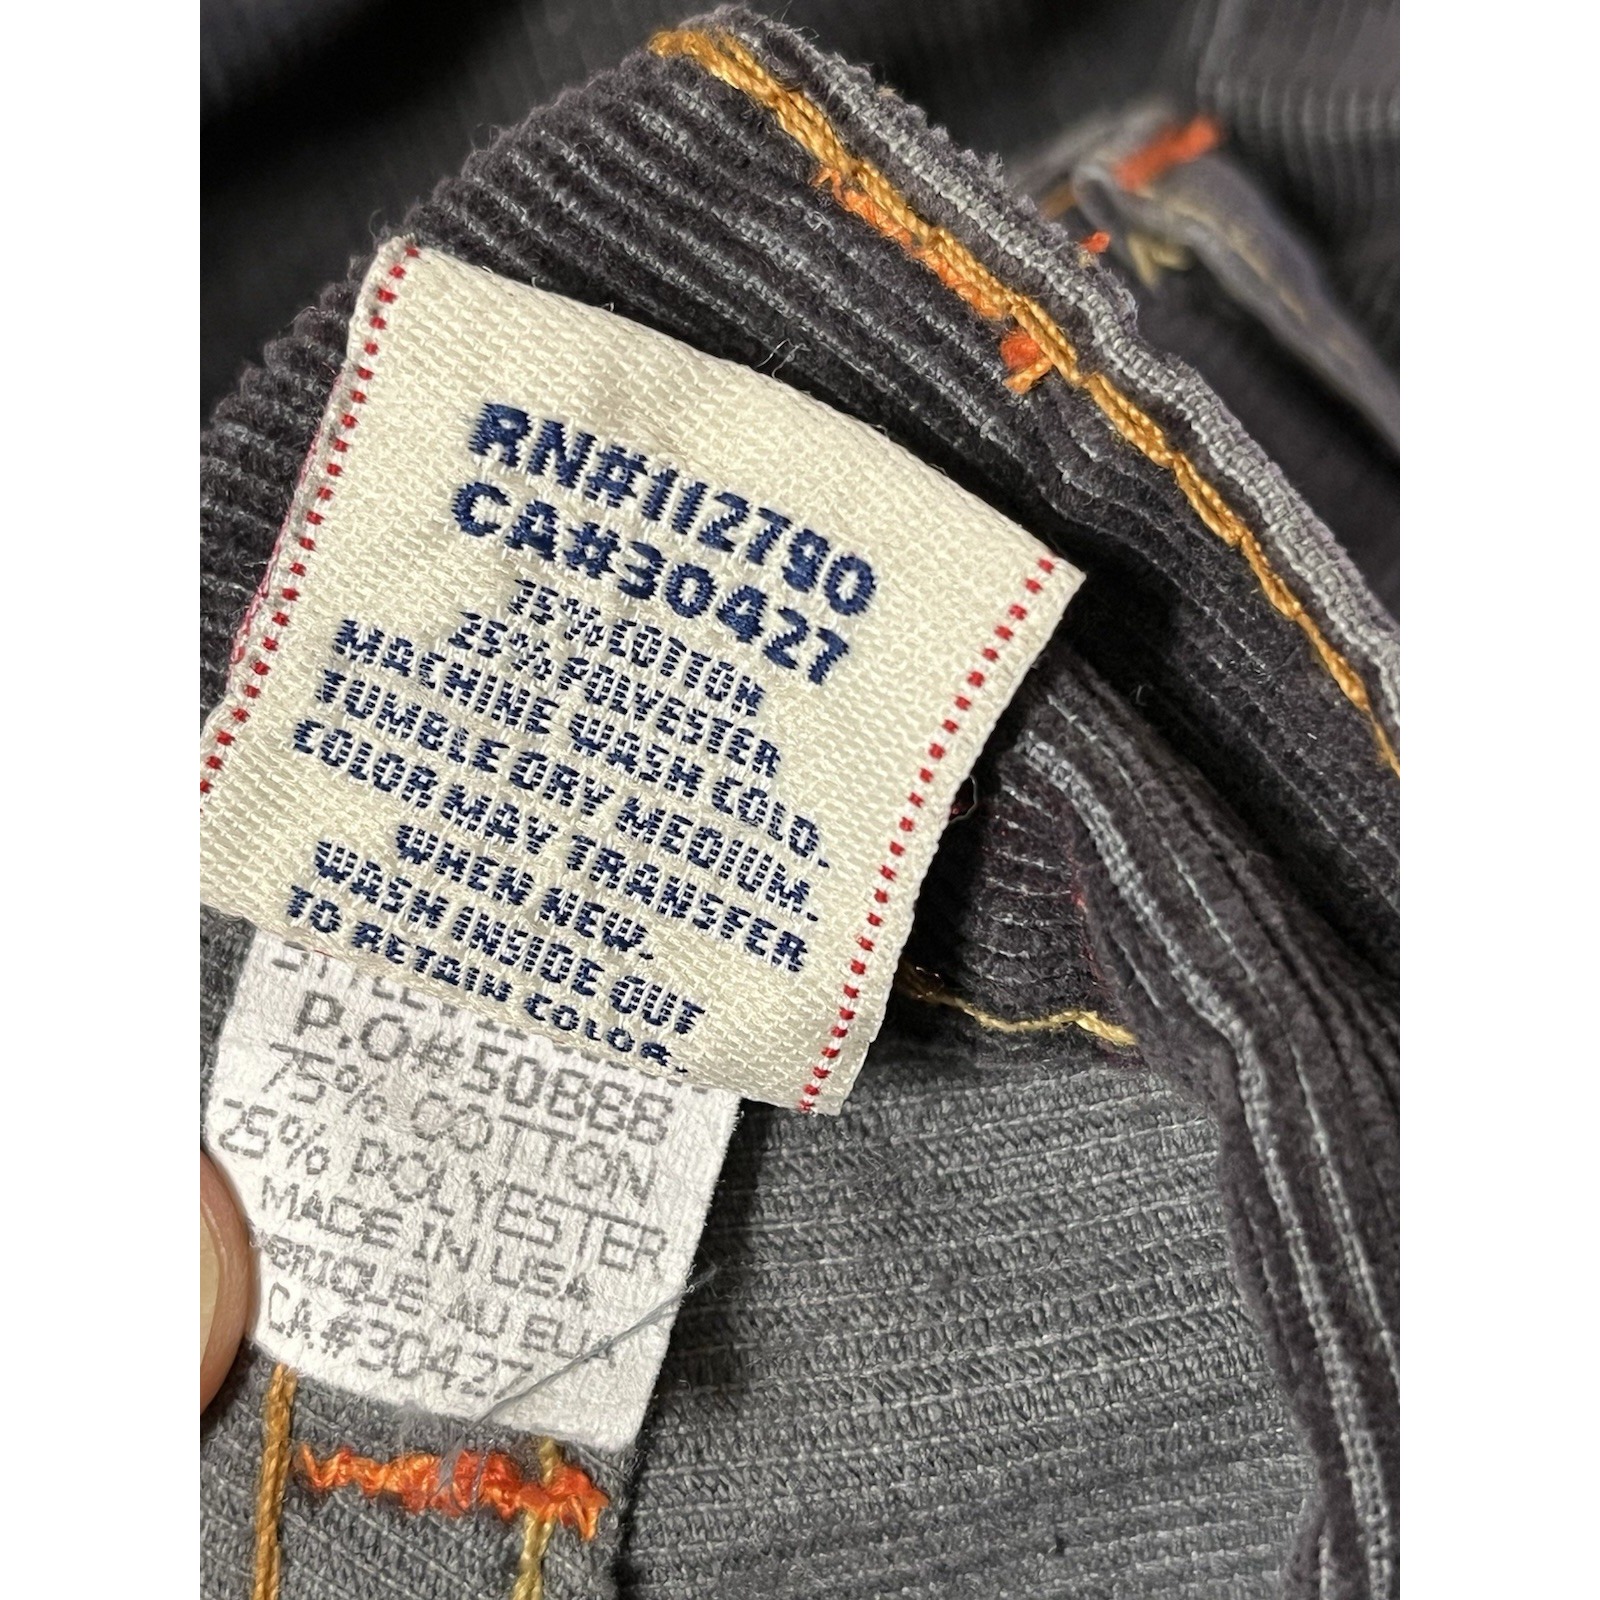 RN#112790
CA#30427
75% COTTON
25% POLYESTER
MACHINE WASH COLD.
TUMBLE DRY MEDIUM.
COLOR MAY TRANSFER
WHEN NEW.
WASH INSIDE OUT
TO RETAIN COLOR.
P.O#50888
75% COTTON
25% POLYESTER
MADE IN USA
AU
CA#30427